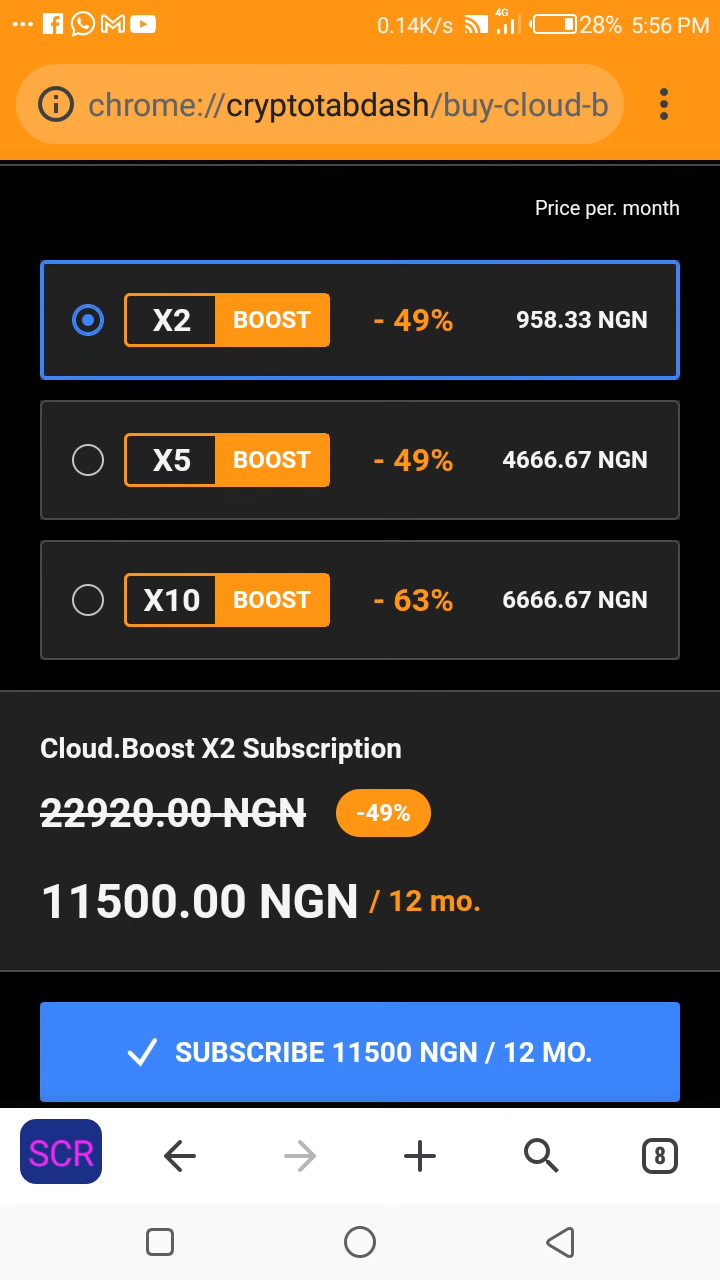 0.14K/s 4G 28% 5:56 PM
chrome://cryptotabdash/buy-cloud-b
Price per. month
X2 BOOST - 49% 958.33 NGN
X5 BOOST - 49% 4666.67 NGN
X10 BOOST - 63% 6666.67 NGN
Cloud.Boost X2 Subscription
22920.00 NGN -49%
11500.00 NGN / 12 mo.
SUBSCRIBE 11500 NGN / 12 MO.
SCR 8